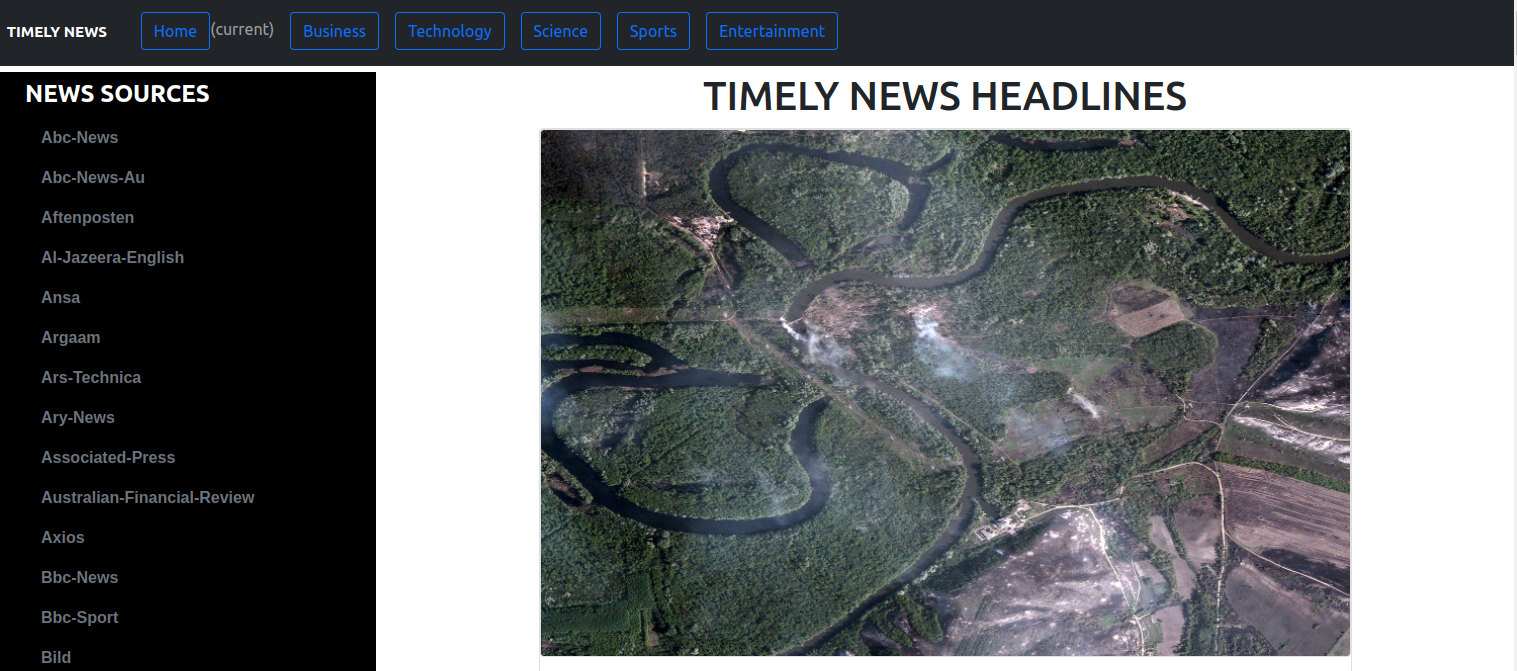 TIMELY NEWS Home (current) Business Technology Science Sports Entertainment
NEWS SOURCES
Abc-News
Abc-News-Au
Aftenposten
Al-Jazeera-English
Ansa
Argaam
Ars-Technica
Ary-News
Associated-Press
Australian-Financial-Review
Axios
Bbc-News
Bbc-Sport
Bild
TIMELY NEWS HEADLINES